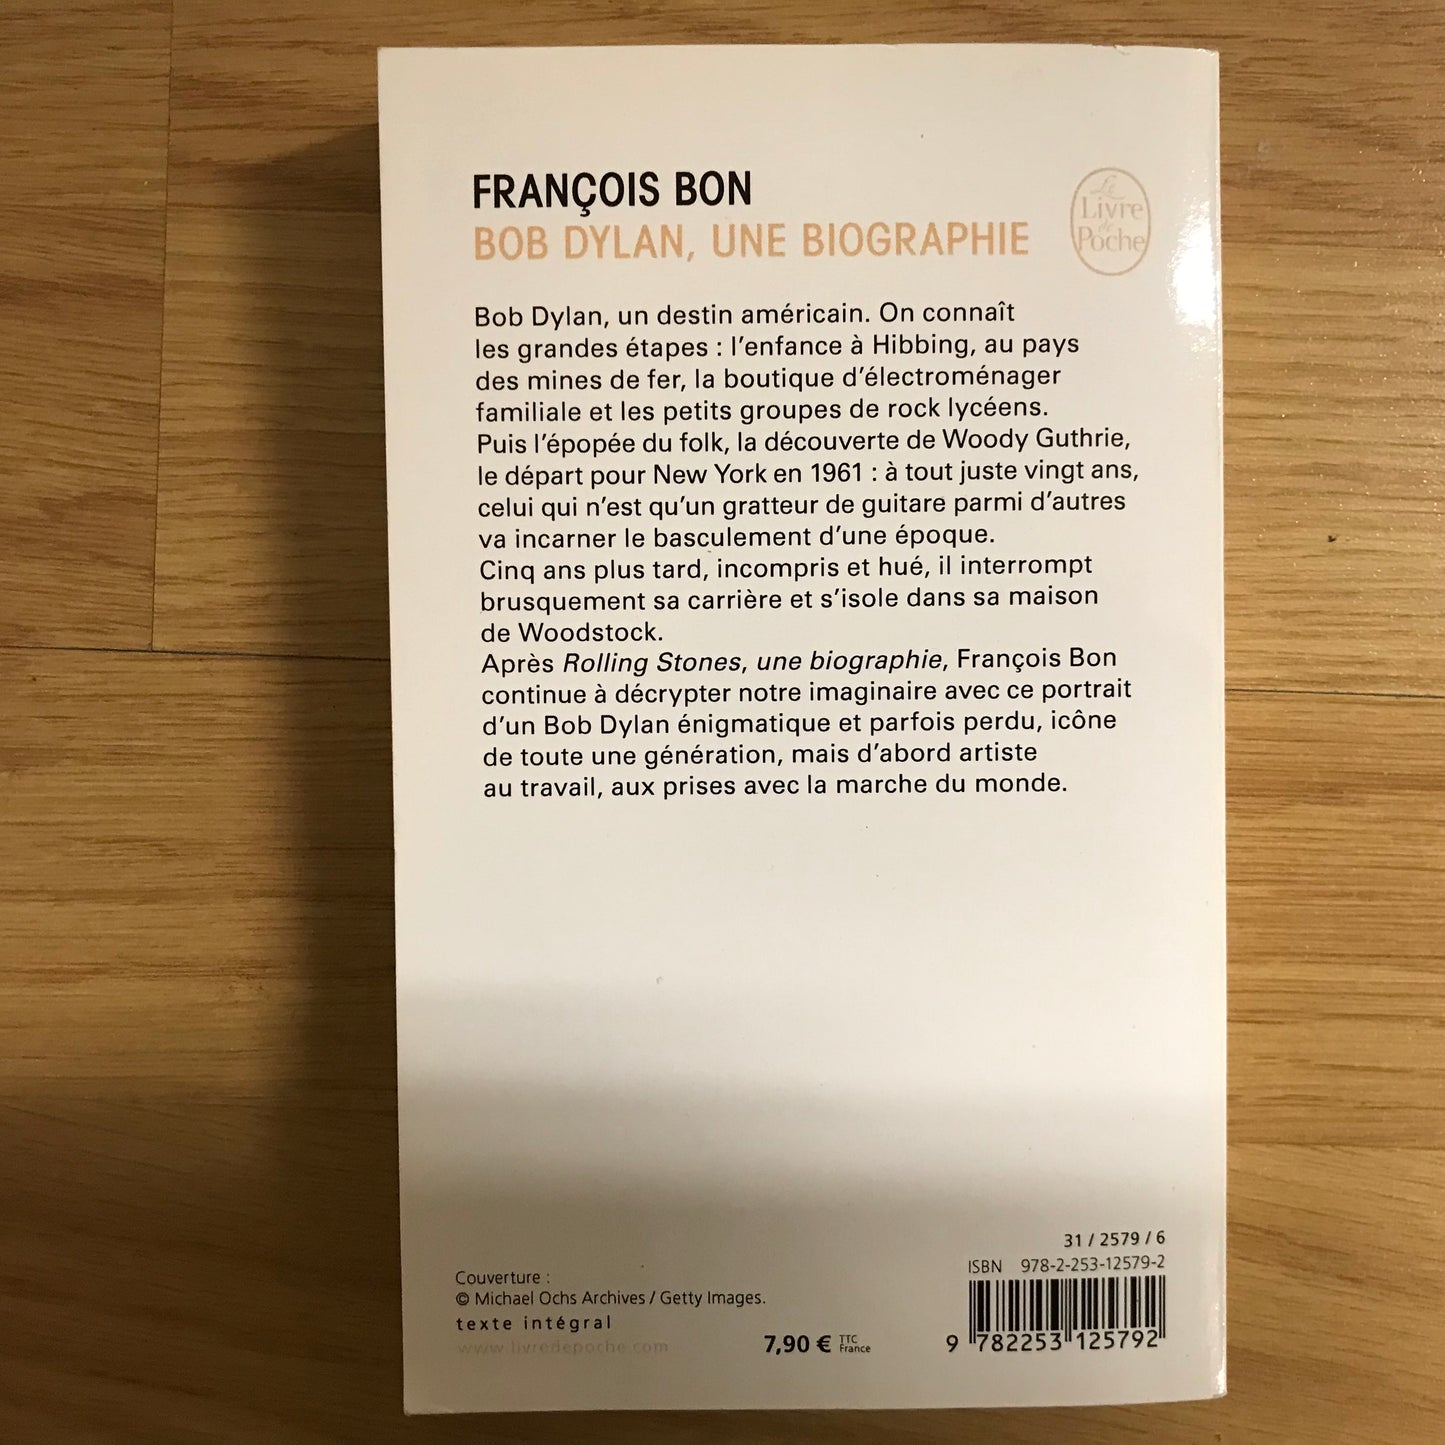 FRANÇOIS BON
BOB DYLAN, UNE BIOGRAPHIE
Le
Livre
de
Poche
Bob Dylan, un destin américain. On connaît
les grandes étapes : l'enfance à Hibbing, au pays
des mines de fer, la boutique d'électroménager
familiale et les petits groupes de rock lycéens.
Puis l'épopée du folk, la découverte de Woody Guthrie,
le départ pour New York en 1961 : à tout juste vingt ans,
celui qui n'est qu'un gratteur de guitare parmi d'autres
va incarner le basculement d'une époque.
Cinq ans plus tard, incompris et hué, il interrompt
brusquement sa carrière et s'isole dans sa maison
de Woodstock.
Après Rolling Stones, une biographie, François Bon
continue à décrypter notre imaginaire avec ce portrait
d'un Bob Dylan énigmatique et parfois perdu, icône
de toute une génération, mais d'abord artiste
au travail, aux prises avec la marche du monde.
31 / 2579 / 6
ISBN 978-2-253-12579-2
Couverture :
© Michael Ochs Archives / Getty Images.
texte intégral
www.livredepoche.com
7,90 € TTC
France
9 782253 125792